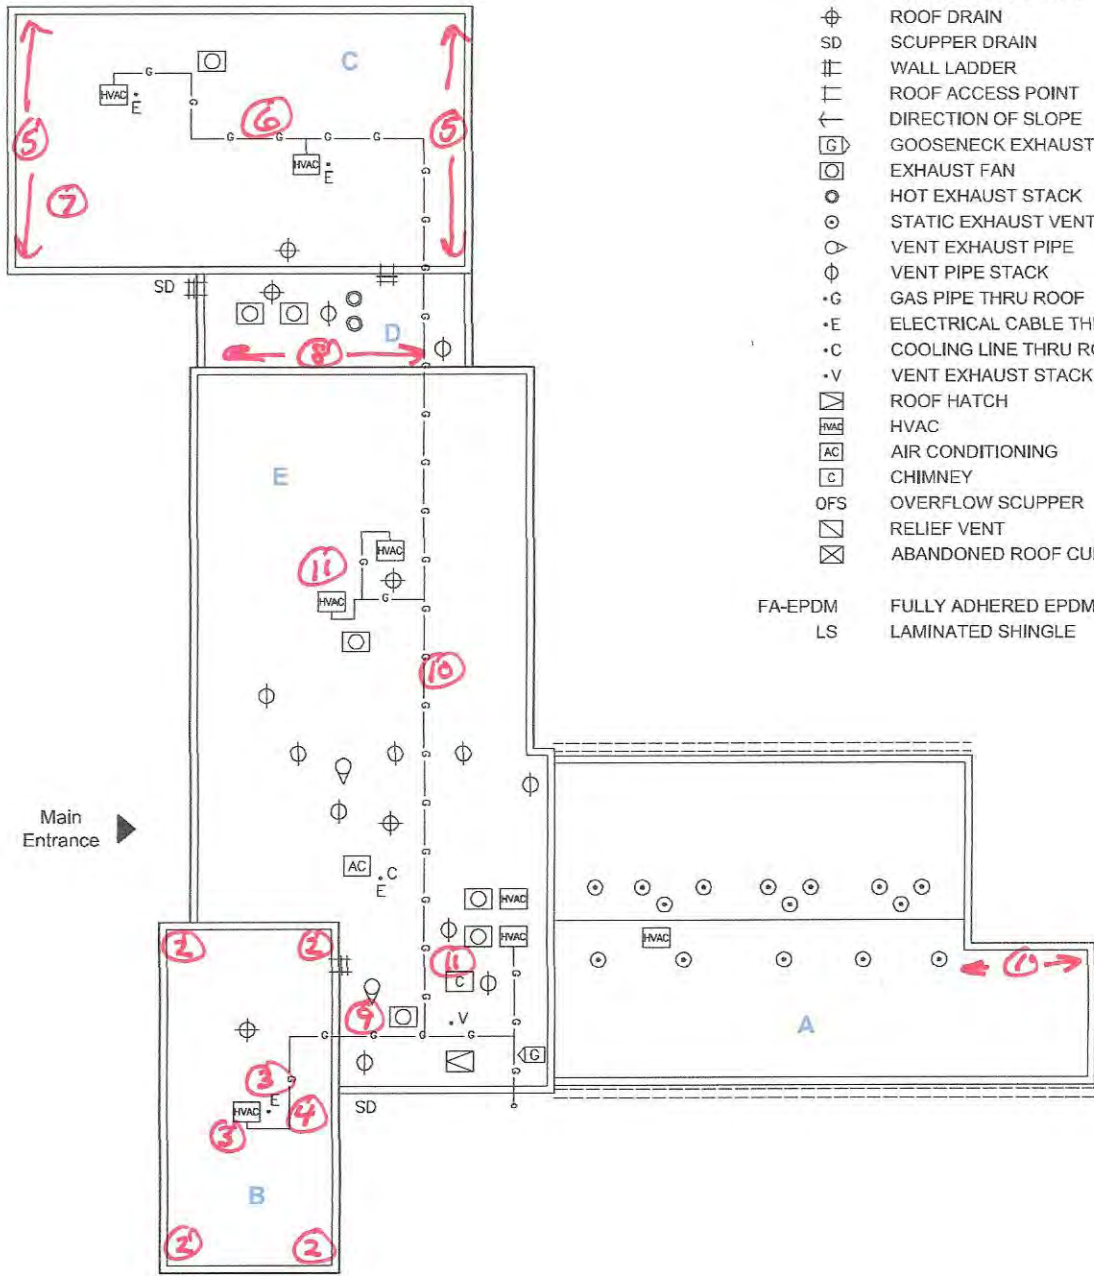 ROOF DRAIN
SD SCUPPER DRAIN
WALL LADDER
ROOF ACCESS POINT
DIRECTION OF SLOPE
G GOOSENECK EXHAUST
EXHAUST FAN
HOT EXHAUST STACK
STATIC EXHAUST VENT
VENT EXHAUST PIPE
VENT PIPE STACK
•G GAS PIPE THRU ROOF
•E ELECTRICAL CABLE TH
•C COOLING LINE THRU RO
•V VENT EXHAUST STACK
ROOF HATCH
HVAC HVAC
AC AIR CONDITIONING
C CHIMNEY
OFS OVERFLOW SCUPPER
RELIEF VENT
ABANDONED ROOF CU
FA-EPDM FULLY ADHERED EPDM
LS LAMINATED SHINGLE
C
G
HVAC E
G
5 6 5
G G G G
HVAC E
G
7
G
G
SD
G
D
8
G
G
E
G
G
HVAC
11 G
HVAC G
G
G
10
G
G
G
Main
Entrance
G
G
AC C
E
HVAC
2 2
HVAC
HVAC
G
11
C
1
G
9
V
A
G G G G
G
3 G
G
E
HVAC 4
SD
3
B
2 2